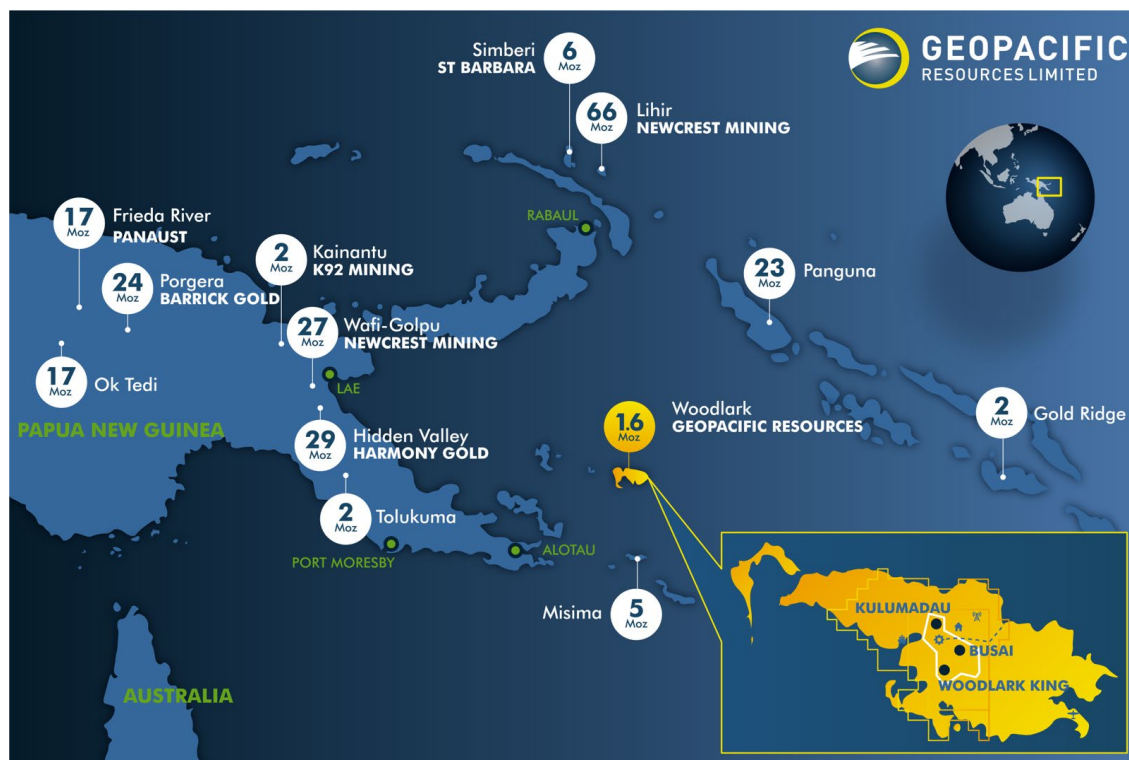 GEOPACIFIC
RESOURCES LIMITED
6
Moz
Simberi
ST BARBARA
66
Moz
Lihir
NEWCREST MINING
17
Moz
Frieda River
PANAUST
24
Moz
Porgera
BARRICK GOLD
2
Moz
Kainantu
K92 MINING
27
Moz
Wafi-Golpu
NEWCREST MINING
RABAUL
23
Moz
Panguna
17
Moz
Ok Tedi
LAE
PAPUA NEW GUINEA
29
Moz
Hidden Valley
HARMONY GOLD
1.6
Moz
Woodlark
GEOPACIFIC RESOURCES
2
Moz
Gold Ridge
2
Moz
Tolukuma
PORT MORESBY
ALOTAU
Misima
5
Moz
AUSTRALIA
KULUMADAU
BUSAI
WOODLARK KING